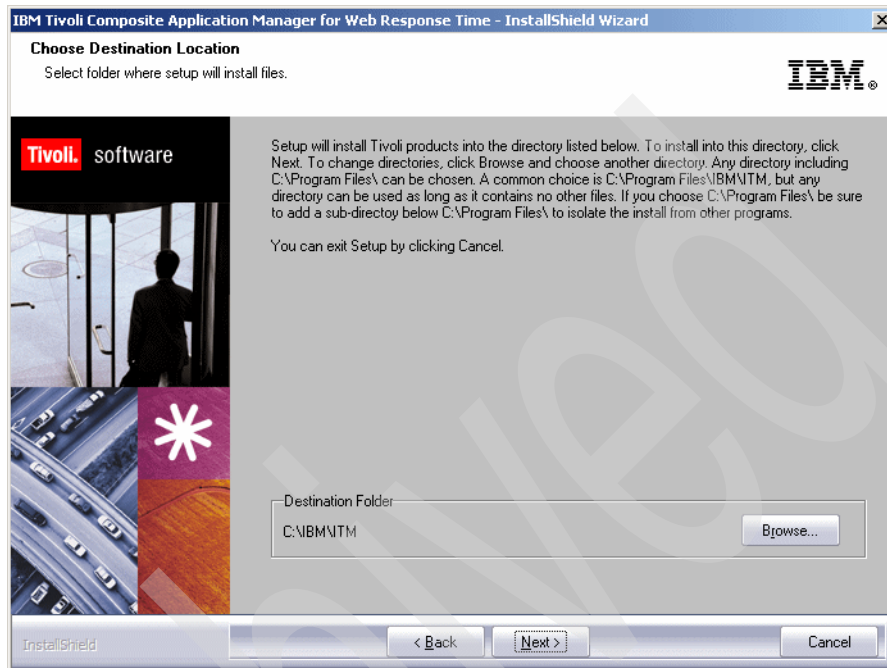 IBM Tivoli Composite Application Manager for Web Response Time - InstallShield Wizard
Choose Destination Location
Select folder where setup will install files.
IBM®
Tivoli. software
Setup will install Tivoli products into the directory listed below. To install into this directory, click
Next. To change directories, click Browse and choose another directory. Any directory including
C:\Program Files\ can be chosen. A common choice is C:\Program Files\IBM\ITM, but any
directory can be used as long as it contains no other files. If you choose C:\Program Files\ be sure
to add a sub-directoy below C:\Program Files\ to isolate the install from other programs.
You can exit Setup by clicking Cancel.
Destination Folder
C:\IBM\ITM
Browse...
InstallShield
< Back
Next >
Cancel